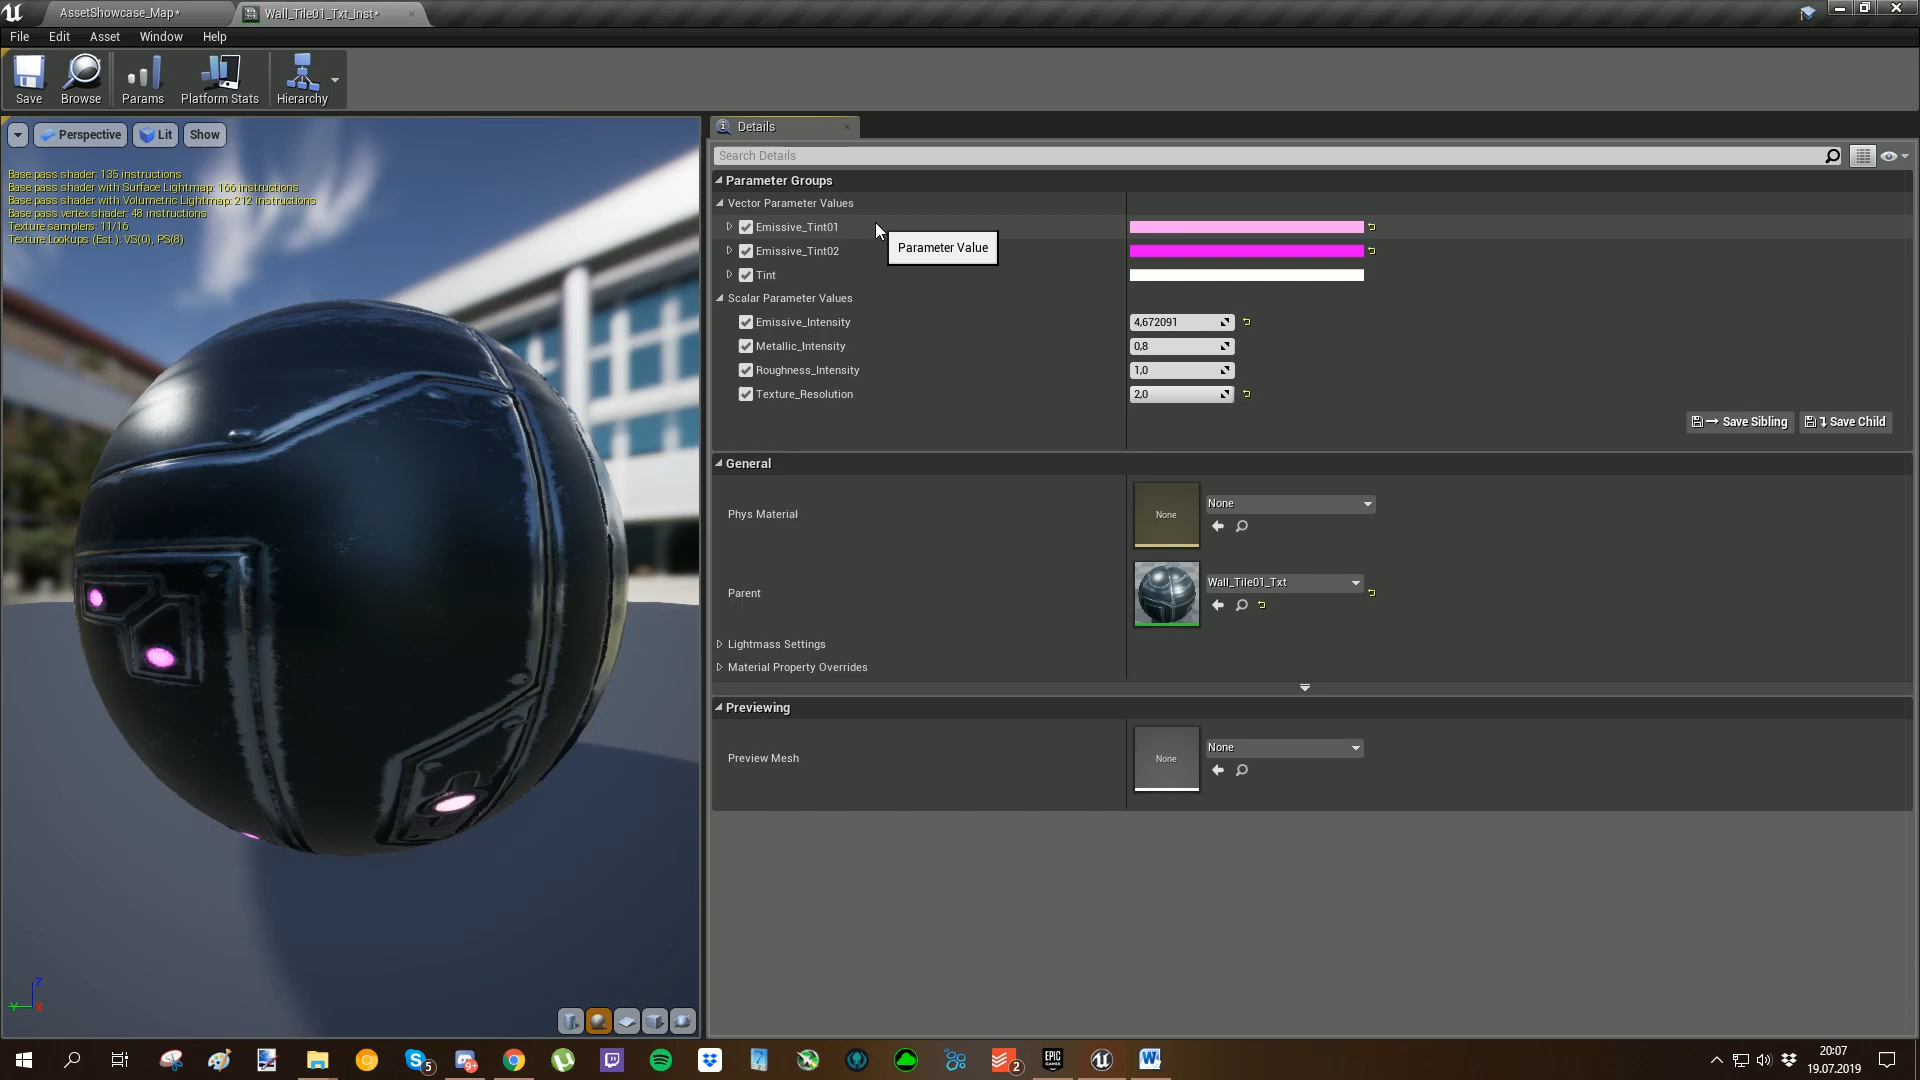 AssetShowcase_Map*
Wall_Tile01_Txt_Inst*
File Edit Asset Window Help
Save Browse Params Platform Stats Hierarchy
Perspective Lit Show
Base pass shader: 135 instructions
Base pass shader with Surface Lightmap: 166 instructions
Base pass shader with Volumetric Lightmap: 212 instructions
Base pass vertex shader: 48 instructions
Texture samplers: 11/16
Texture Lookups (Est.): VS(0), PS(8)
Z
Y
X
Details
Search Details
Parameter Groups
Vector Parameter Values
Emissive_Tint01
Parameter Value
Emissive_Tint02
Tint
Scalar Parameter Values
Emissive_Intensity 4,672091
Metallic_Intensity 0,8
Roughness_Intensity 1,0
Texture_Resolution 2,0
Save Sibling Save Child
General
Phys Material None None
Parent Wall_Tile01_Txt
Lightmass Settings
Material Property Overrides
Previewing
Preview Mesh None None
5
9+
2
EPIC GAMES
W
20:07
19.07.2019